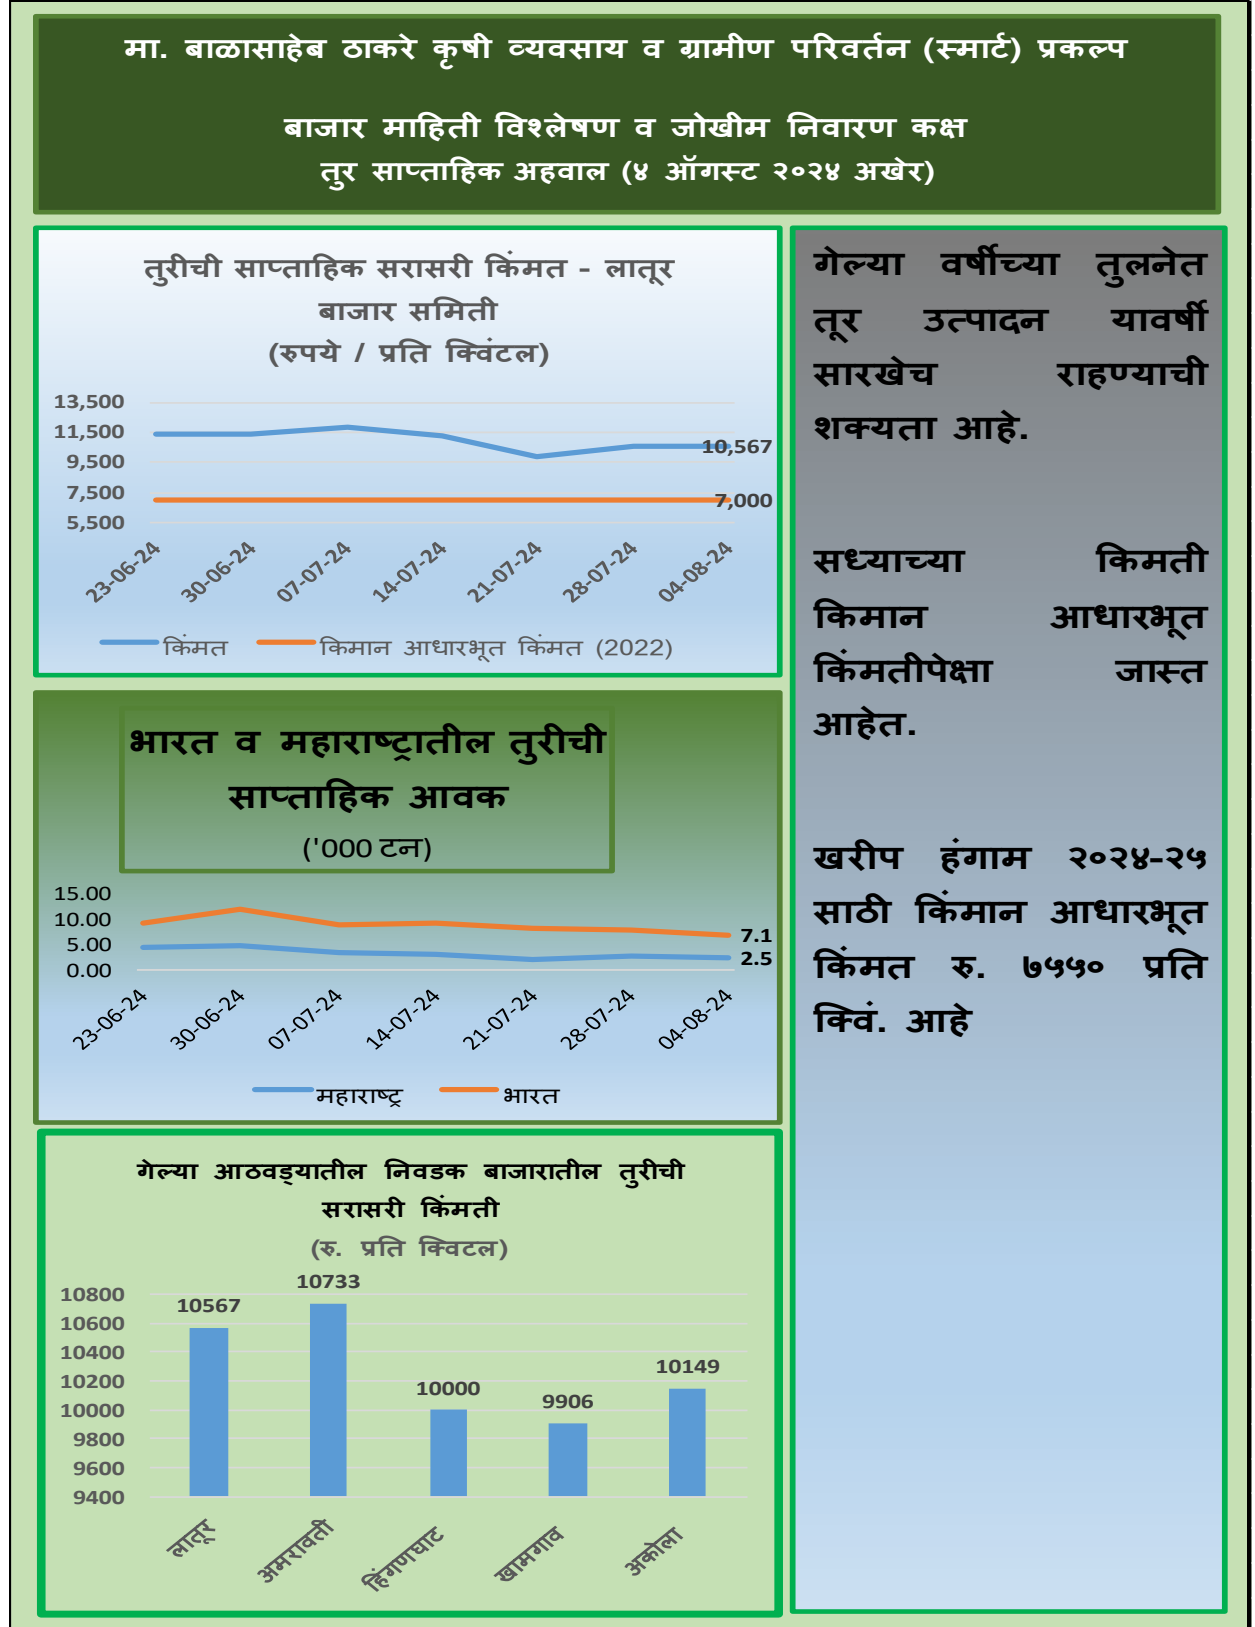 मा. बाळासाहेब ठाकरे कृषी व्यवसाय व ग्रामीण परिवर्तन (स्मार्ट) प्रकल्प
बाजार माहिती विश्लेषण व जोखीम निवारण कक्ष
तुर साप्ताहिक अहवाल (४ ऑगस्ट २०२४ अखेर)
तुरीची साप्ताहिक सरासरी किंमत - लातूर
बाजार समिती
(रुपये / प्रति क्विंटल)
13,500
11,500
9,500
7,500
5,500
10,567
7,000
23-06-24
30-06-24
07-07-24
14-07-24
21-07-24
28-07-24
04-08-24
किंमत
किमान आधारभूत किंमत (2022)
भारत व महाराष्ट्रातील तुरीची
साप्ताहिक आवक
('000 टन)
15.00
10.00
5.00
0.00
7.1
2.5
23-06-24
30-06-24
07-07-24
14-07-24
21-07-24
28-07-24
04-08-24
महाराष्ट्र
भारत
गेल्या आठवड्यातील निवडक बाजारातील तुरीची
सरासरी किंमती
(रु. प्रति क्विटल)
10800
10600
10400
10200
10000
9800
9600
9400
10567
10733
10000
9906
10149
लातूर
अमरावती
हिंगणघाट
खामगाव
अकोला
गेल्या वर्षीच्या तुलनेत
तूर उत्पादन यावर्षी
सारखेच राहण्याची
शक्यता आहे.
सध्याच्या किमती
किमान आधारभूत
किंमतीपेक्षा जास्त
आहेत.
खरीप हंगाम २०२४-२५
साठी किंमान आधारभूत
किंमत रु. ७५५० प्रति
क्विं. आहे